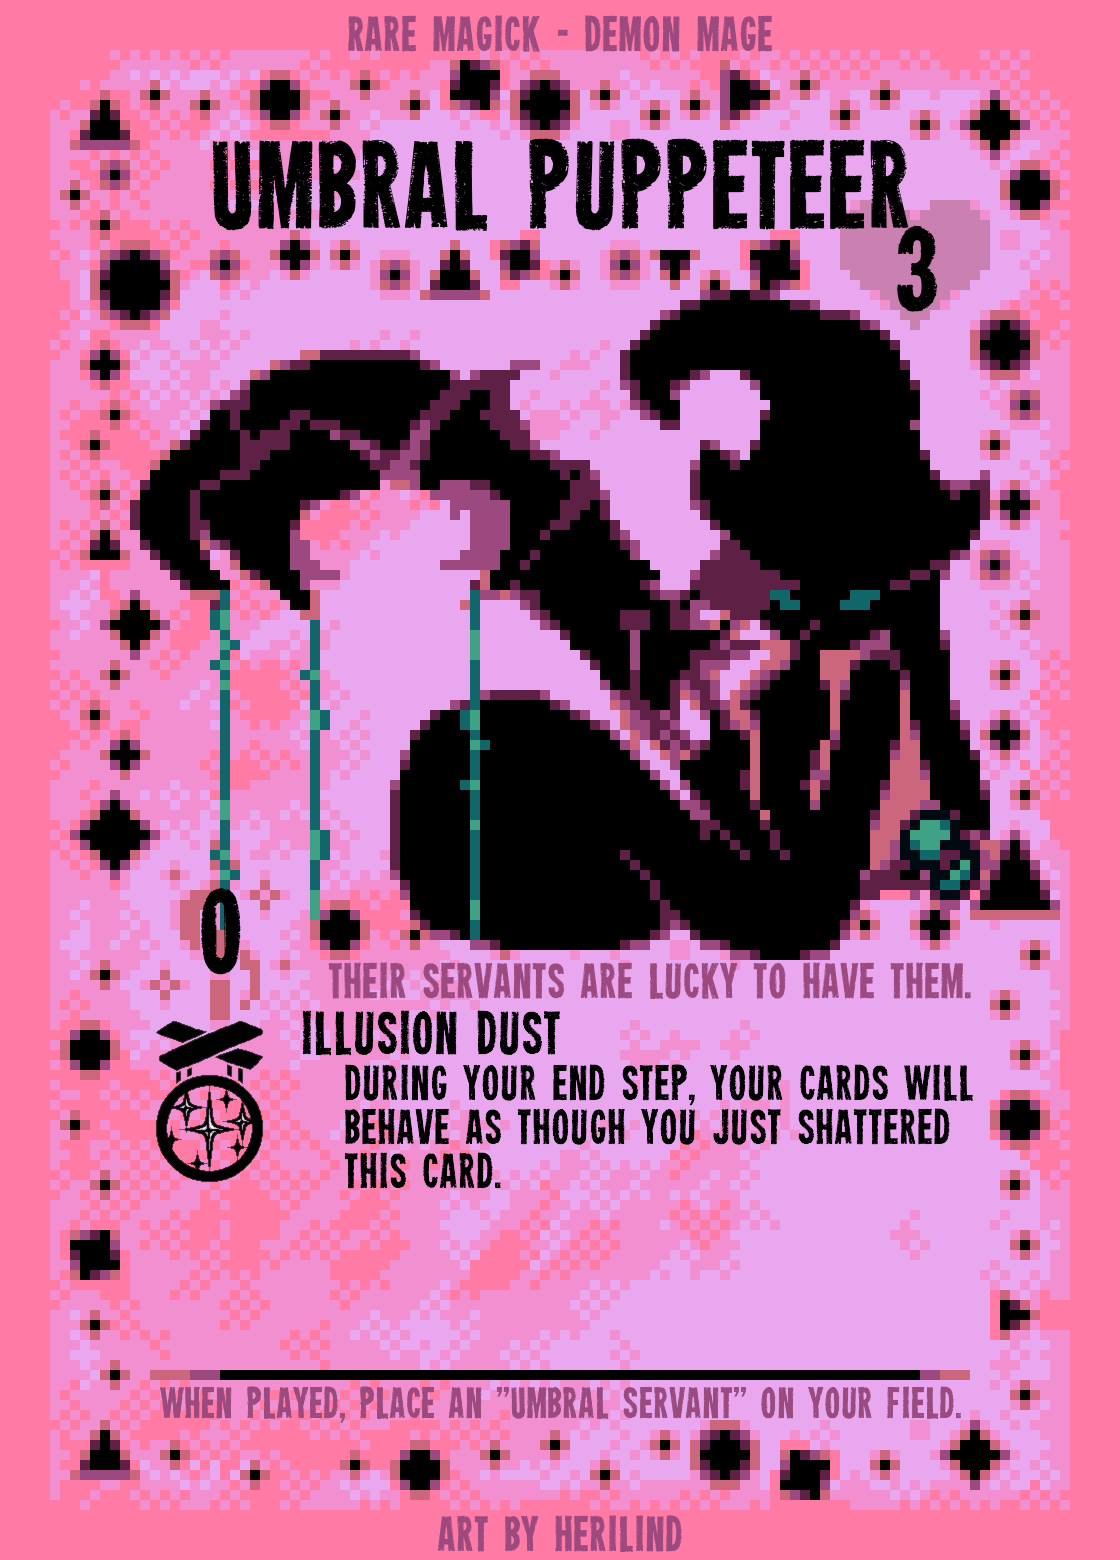 RARE MAGICK - DEMON MAGE
UMBRAL PUPPETEER
3
0
THEIR SERVANTS ARE LUCKY TO HAVE THEM.
ILLUSION DUST
DURING YOUR END STEP, YOUR CARDS WILL
BEHAVE AS THOUGH YOU JUST SHATTERED
THIS CARD.
WHEN PLAYED, PLACE AN "UMBRAL SERVANT" ON YOUR FIELD.
ART BY HERILIND